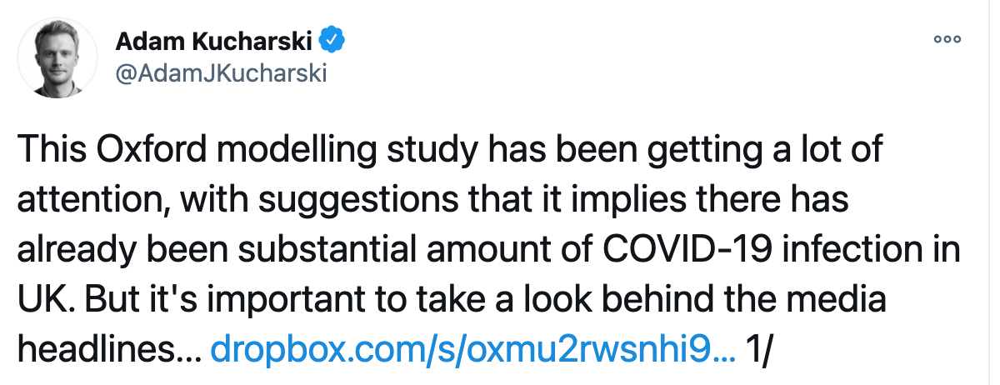 Adam Kucharski
@AdamJKucharski
This Oxford modelling study has been getting a lot of
attention, with suggestions that it implies there has
already been substantial amount of COVID-19 infection in
UK. But it's important to take a look behind the media
headlines... dropbox.com/s/oxmu2rwsnhi9... 1/